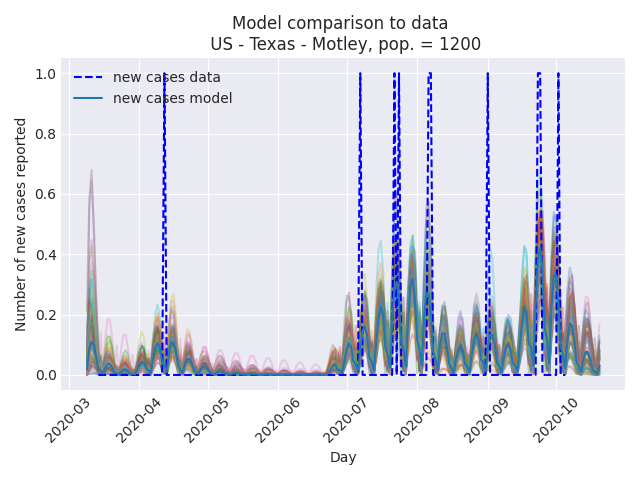 Model comparison to data
US - Texas - Motley, pop. = 1200
new cases data
new cases model
Number of new cases reported
1.0
0.8
0.6
0.4
0.2
0.0
2020-03
2020-04
2020-05
2020-06
2020-07
2020-08
2020-09
2020-10
Day